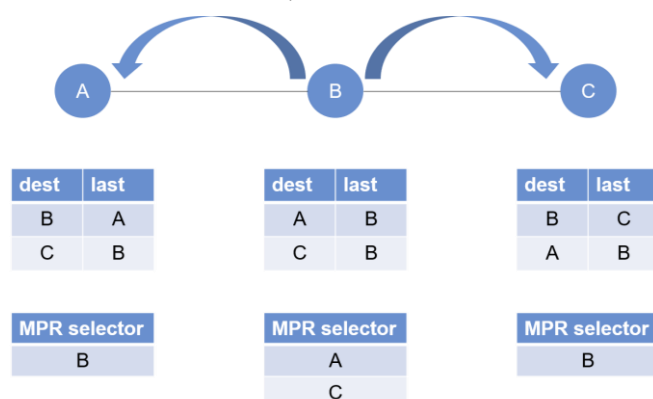 A B C
dest last dest last dest last
B A A B B C
C B C B A B
MPR selector MPR selector MPR selector
B A B
C